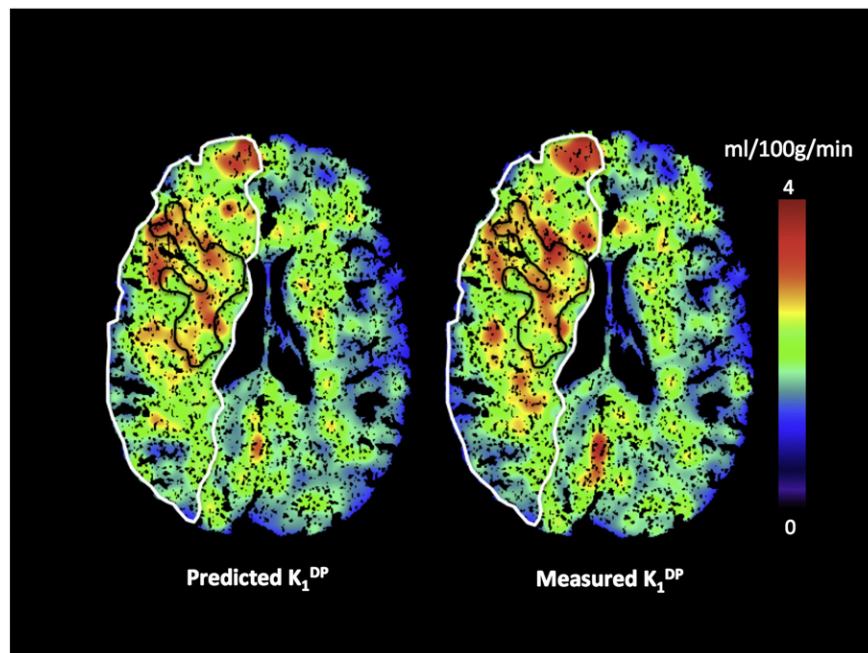 ml/100g/min
4
0
Predicted K₁ᴰᴾ
Measured K₁ᴰᴾ